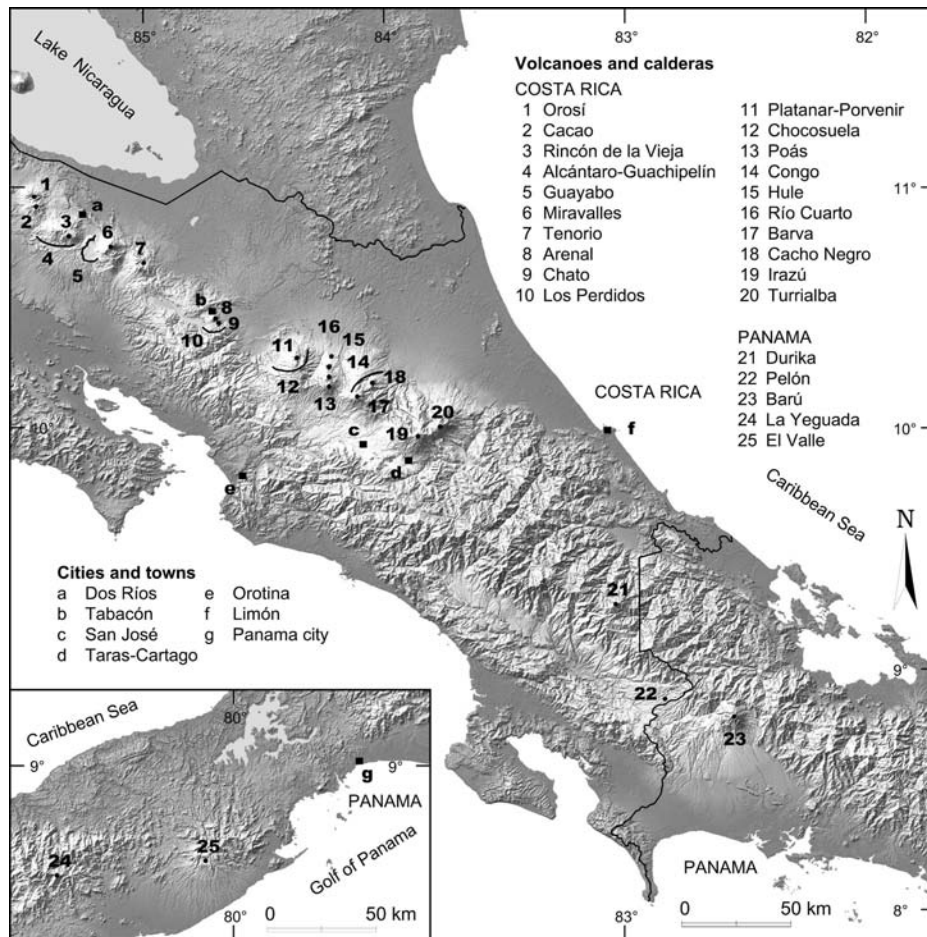 85
84
83
82
Lake Nicaragua
Volcanoes and calderas
COSTA RICA
1 Orosí
2 Cacao
3 Rincón de la Vieja
4 Alcántaro-Guachipelín
5 Guayabo
6 Miravalles
7 Tenorio
8 Arenal
9 Chato
10 Los Perdidos
11 Platanar-Porvenir
12 Chocosuela
13 Poás
14 Congo
15 Hule
16 Río Cuarto
17 Barva
18 Cacho Negro
19 Irazú
20 Turrialba
PANAMA
21 Durika
22 Pelón
23 Barú
24 La Yeguada
25 El Valle
11°
1
a
2
3
6
7
4
5
b
8
9
10
16
15
11
14
18
12
13
17
20
COSTA RICA
10°
c
19
f
10°
d
e
Caribbean Sea
N
Cities and towns
a Dos Ríos
b Tabacón
c San José
d Taras-Cartago
e Orotina
f Limón
g Panama city
21
9°
22
23
Caribbean Sea
80°
9°
g
9°
PANAMA
25
24
Golf of Panama
80°
0 50 km
PANAMA
83
0 50 km
8°
11°